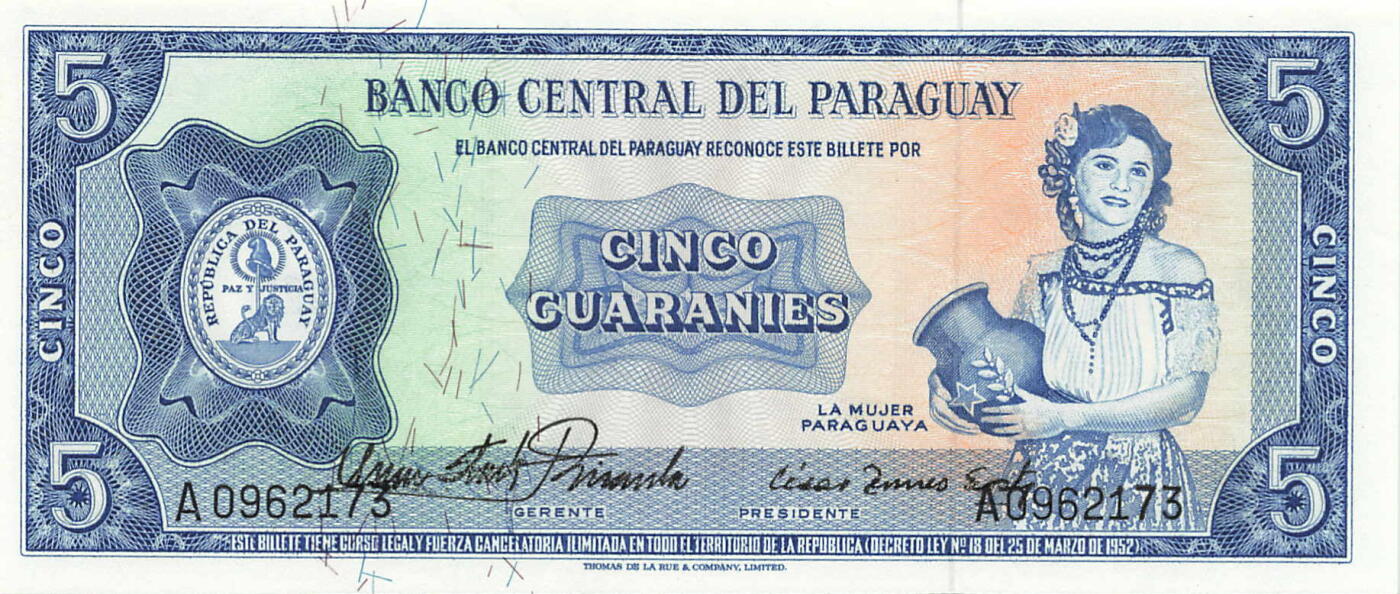 5
5
BANCO CENTRAL DEL PARAGUAY
EL BANCO CENTRAL DEL PARAGUAY RECONOCE ESTE BILLETE POR
REPUBLICA DEL PARAGUAY
PAZ Y JUSTICIA
CINCO
CINCO
GUARANIES
CINCO
LA MUJER
PARAGUAYA
5
5
A0962173
GERENTE
PRESIDENTE
A0962173
ESTE BILLETE TIENE CURSO LEGAL Y FUERZA CANCELATORIA ILIMITADA EN TODO EL TERRITORIO DE LA REPUBLICA (DECRETO LEY Nº 18 DEL 25 DE MARZO DE 1952)
THOMAS DE LA RUE & COMPANY, LIMITED.